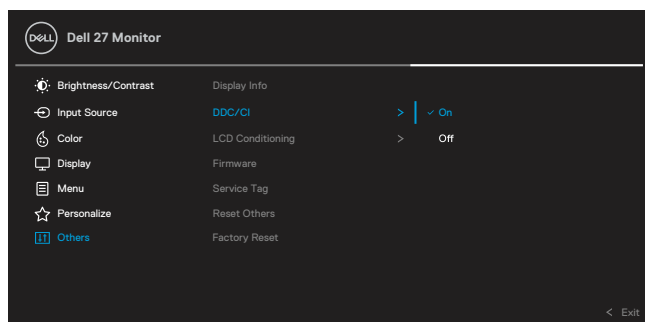 DELL Dell 27 Monitor
Brightness/Contrast Display Info
Input Source DDC/CI > ✓ On
Color LCD Conditioning > Off
Display Firmware
Menu Service Tag
Personalize Reset Others
Others Factory Reset
< Exit